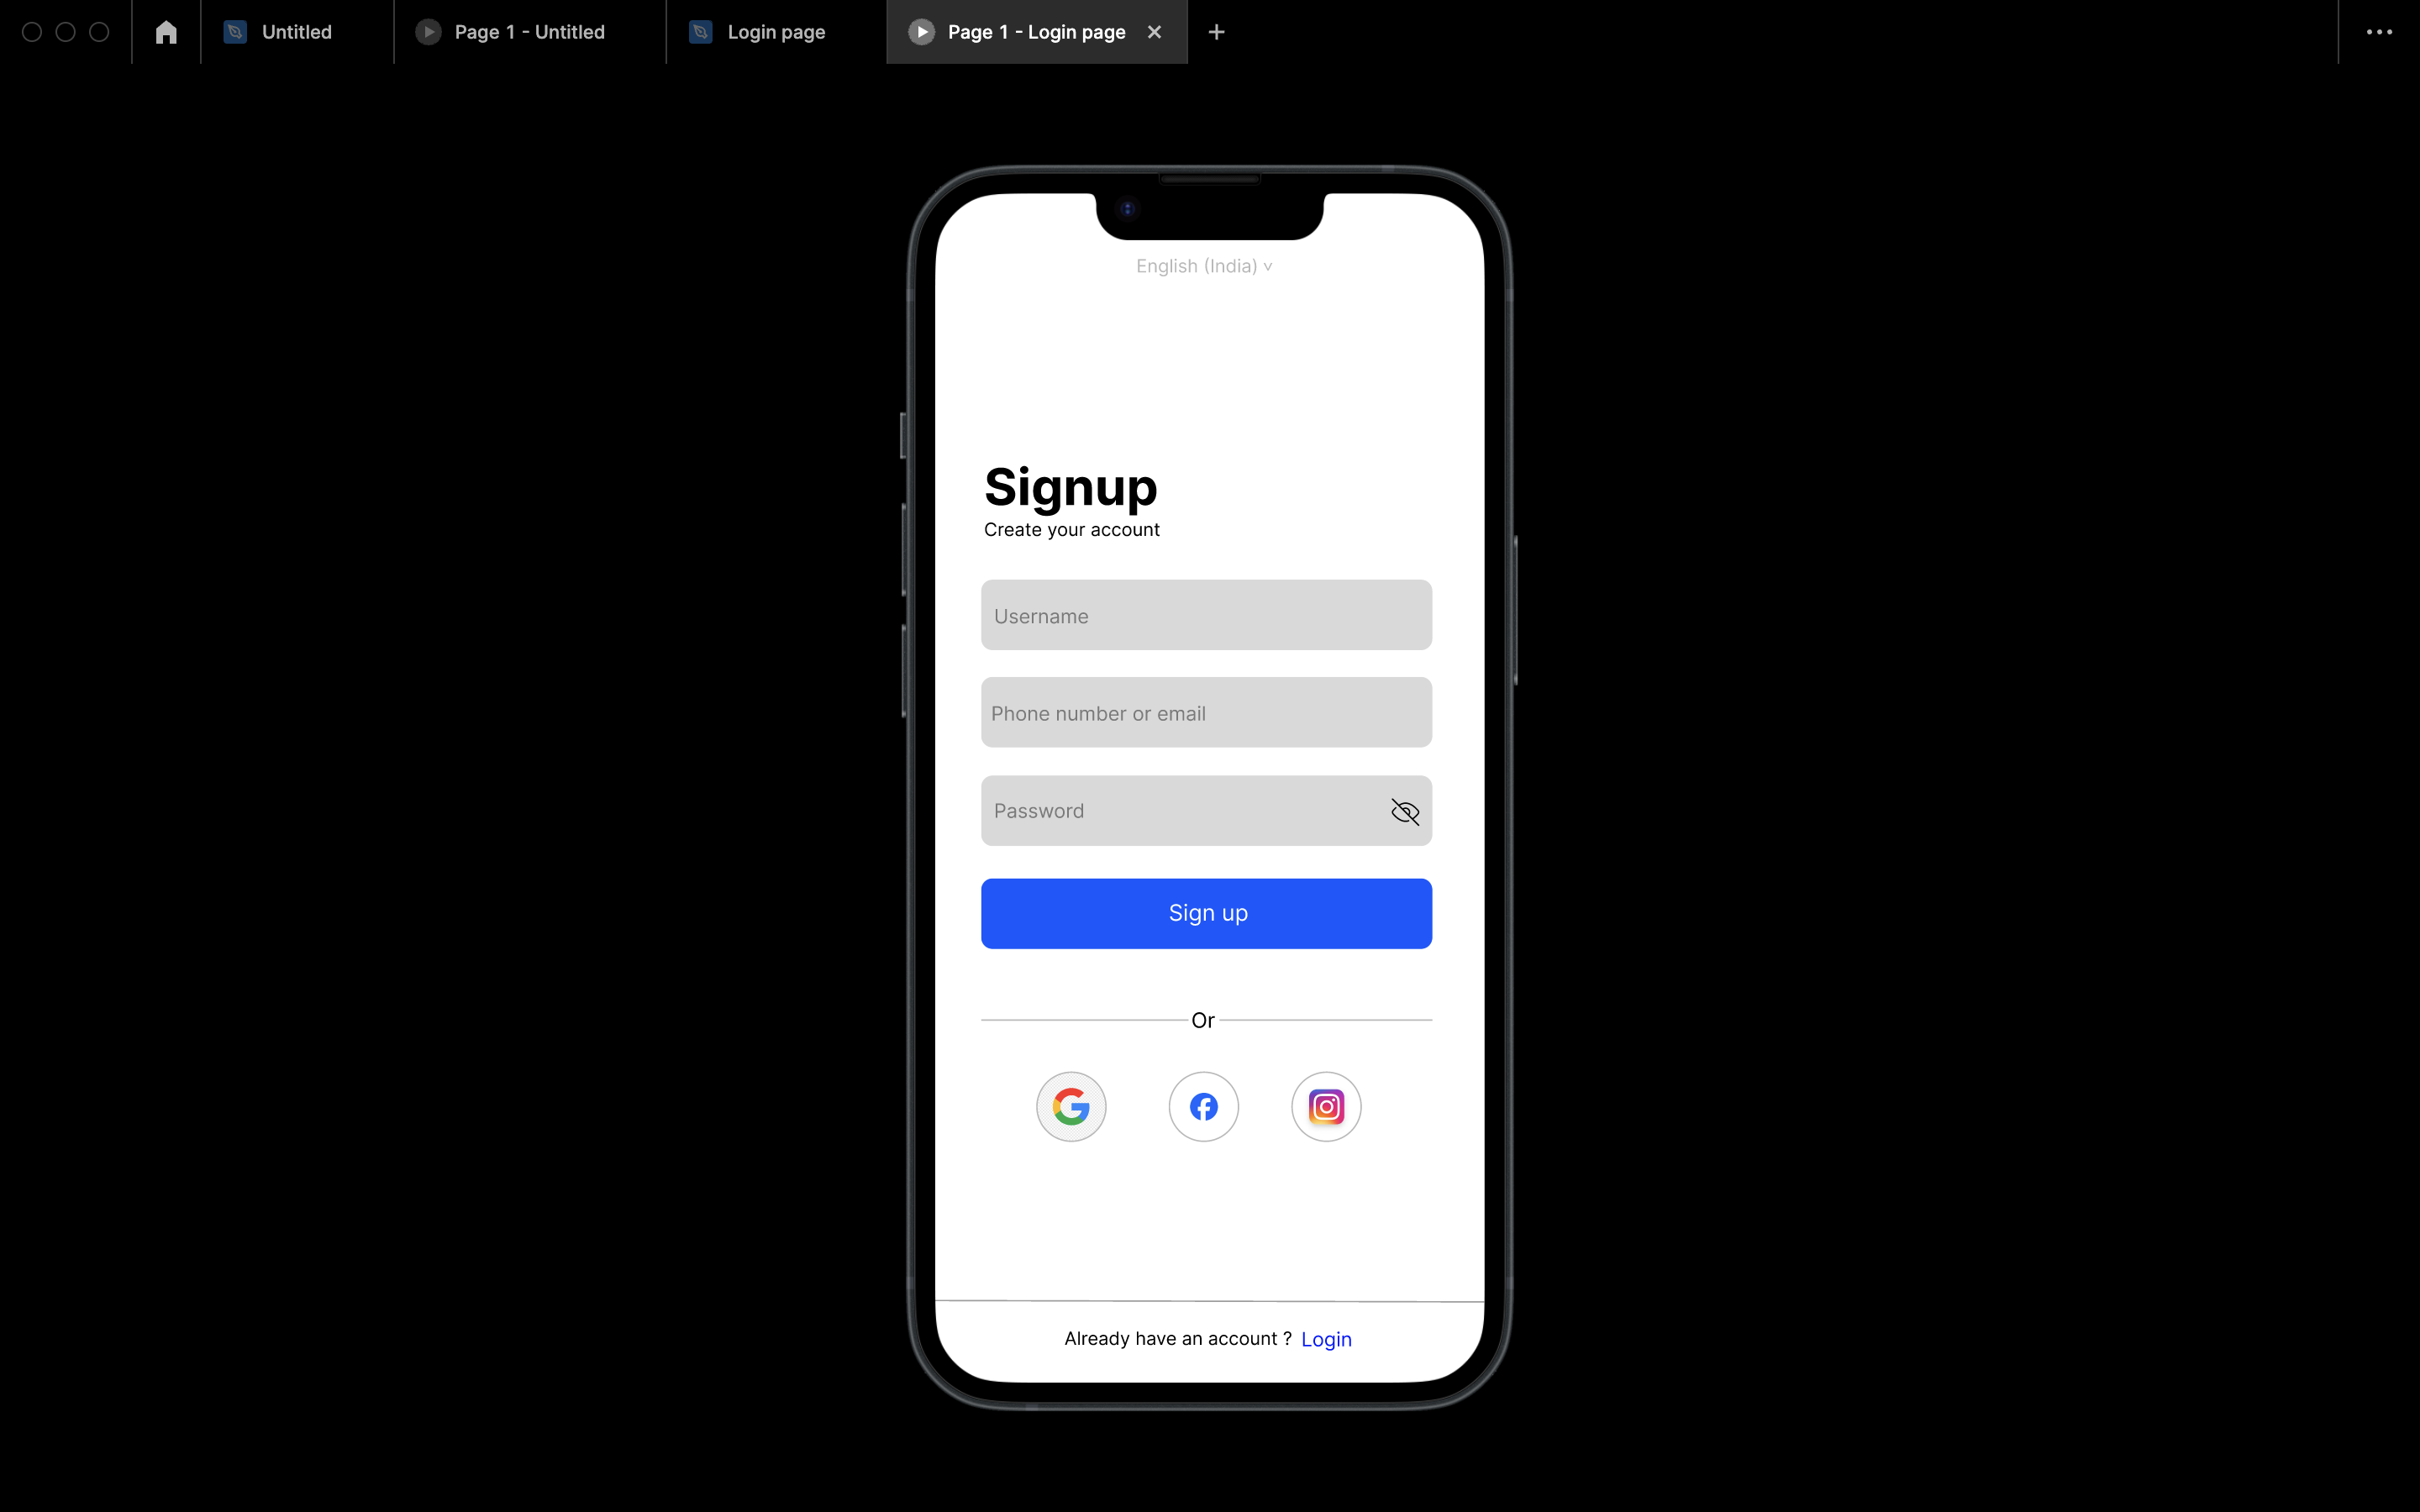 Untitled
Page 1 - Untitled
Login page
Page 1 - Login page
English (India) v
Signup
Create your account
Username
Phone number or email
Password
Sign up
Or
Already have an account ? Login